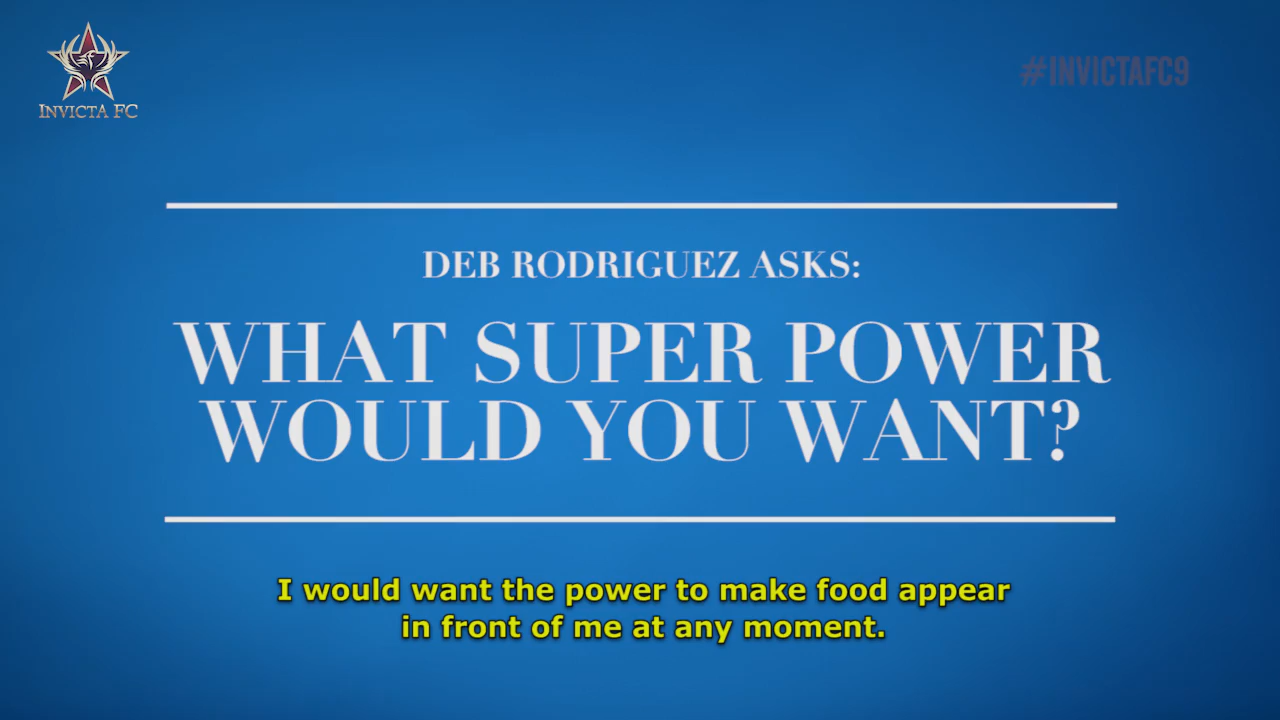 INVICTA FC
#INVICTAFC9
DEB RODRIGUEZ ASKS:
WHAT SUPER POWER
WOULD YOU WANT?
I would want the power to make food appear
in front of me at any moment.